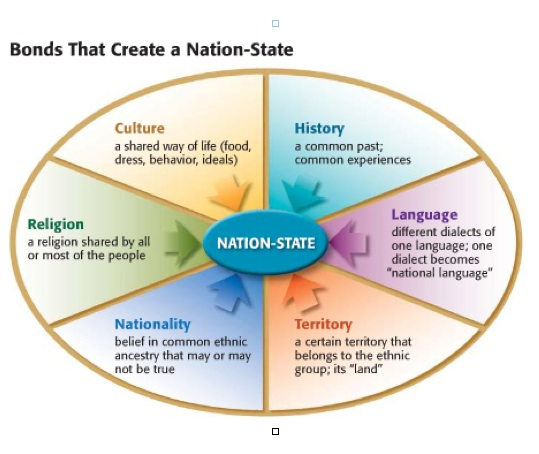 Bonds That Create a Nation-State
Culture
a shared way of life (food,
dress, behavior, ideals)
History
a common past;
common experiences
Religion
a religion shared by all
or most of the people
NATION-STATE
Language
different dialects of
one language; one
dialect becomes
"national language"
Nationality
belief in common ethnic
ancestry that may or may
not be true
Territory
a certain territory that
belongs to the ethnic
group; its "land"